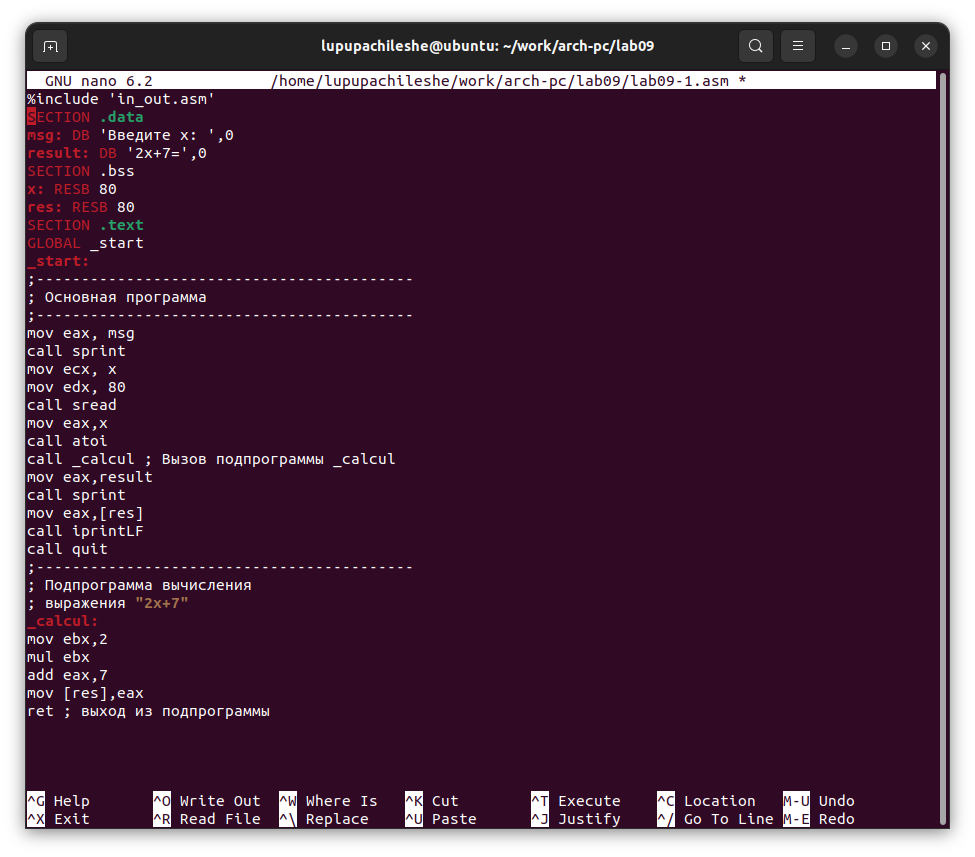 lupupachileshe@ubuntu: ~/work/arch-pc/lab09
GNU nano 6.2 /home/lupupachileshe/work/arch-pc/lab09/lab09-1.asm *
%include 'in_out.asm'
SECTION .data
msg: DB 'Введите x: ',0
result: DB '2x+7=',0
SECTION .bss
x: RESB 80
res: RESB 80
SECTION .text
GLOBAL _start
_start:
;------------------------------------------
; Основная программа
;------------------------------------------
mov eax, msg
call sprint
mov ecx, x
mov edx, 80
call sread
mov eax,x
call atoi
call _calcul ; Вызов подпрограммы _calcul
mov eax,result
call sprint
mov eax,[res]
call iprintLF
call quit
;------------------------------------------
; Подпрограмма вычисления
; выражения "2x+7"
_calcul:
mov ebx,2
mul ebx
add eax,7
mov [res],eax
ret ; выход из подпрограммы
^G Help ^O Write Out ^W Where Is ^K Cut ^T Execute ^C Location M-U Undo
^X Exit ^R Read File ^\ Replace ^U Paste ^J Justify ^/ Go To Line M-E Redo